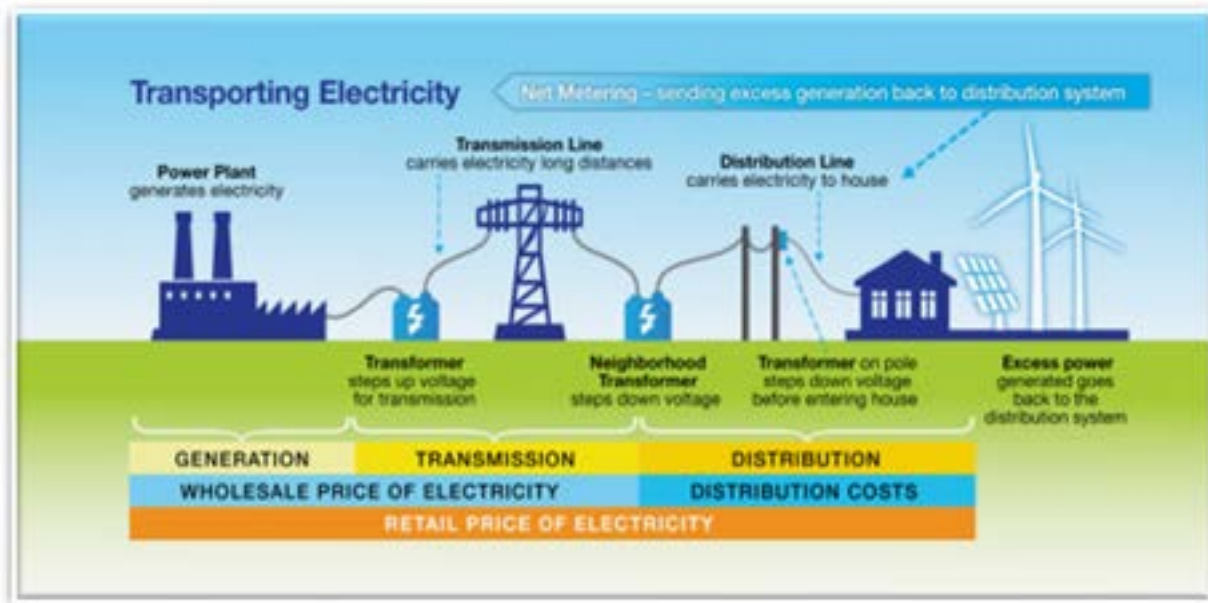 Transporting Electricity
Net Metering – sending excess generation back to distribution system
Power Plant
generates electricity
Transmission Line
carries electricity long distances
Distribution Line
carries electricity to house
Transformer
steps up voltage
for transmission
Neighborhood
Transformer
steps down voltage
Transformer on pole
steps down voltage
before entering house
Excess power
generated goes
back to the
distribution system
GENERATION
TRANSMISSION
DISTRIBUTION
WHOLESALE PRICE OF ELECTRICITY
DISTRIBUTION COSTS
RETAIL PRICE OF ELECTRICITY